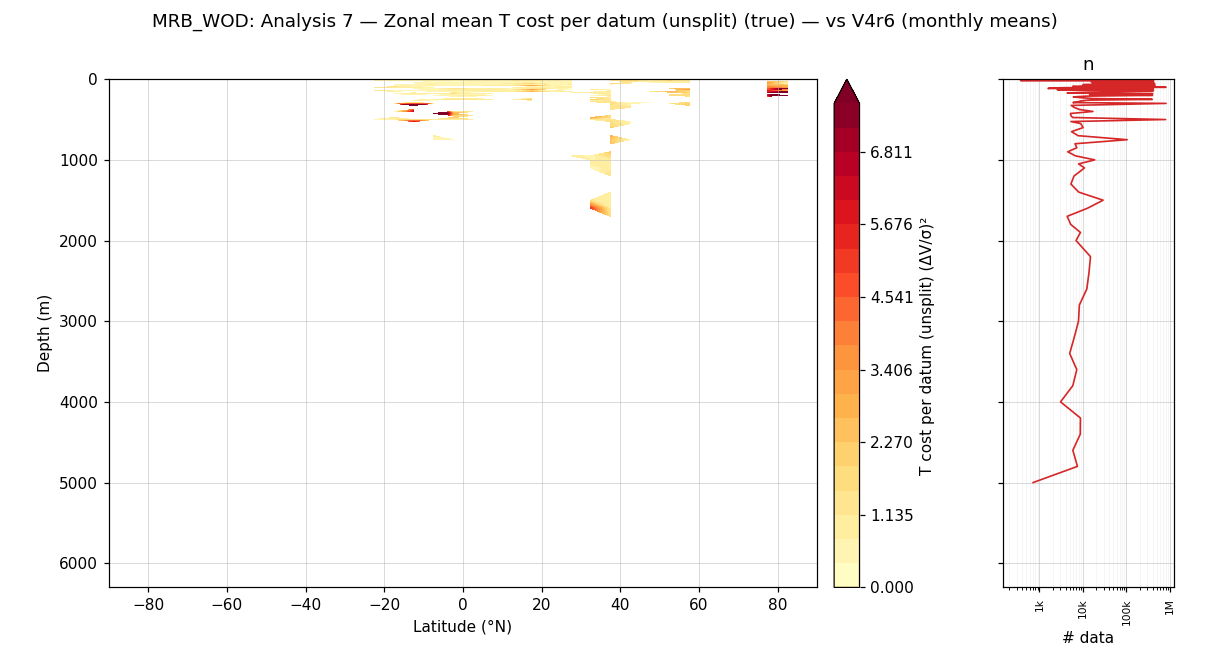 MRB_WOD: Analysis 7 — Zonal mean T cost per datum (unsplit) (true) — vs V4r6 (monthly means)
n
0
1000
2000
3000
4000
5000
6000
Depth (m)
−80
−60
−40
−20
0
20
40
60
80
Latitude (°N)
6.811
5.676
4.541
3.406
2.270
1.135
0.000
T cost per datum (unsplit) (ΔV/σ)²
1k
10k
100k
1M
# data